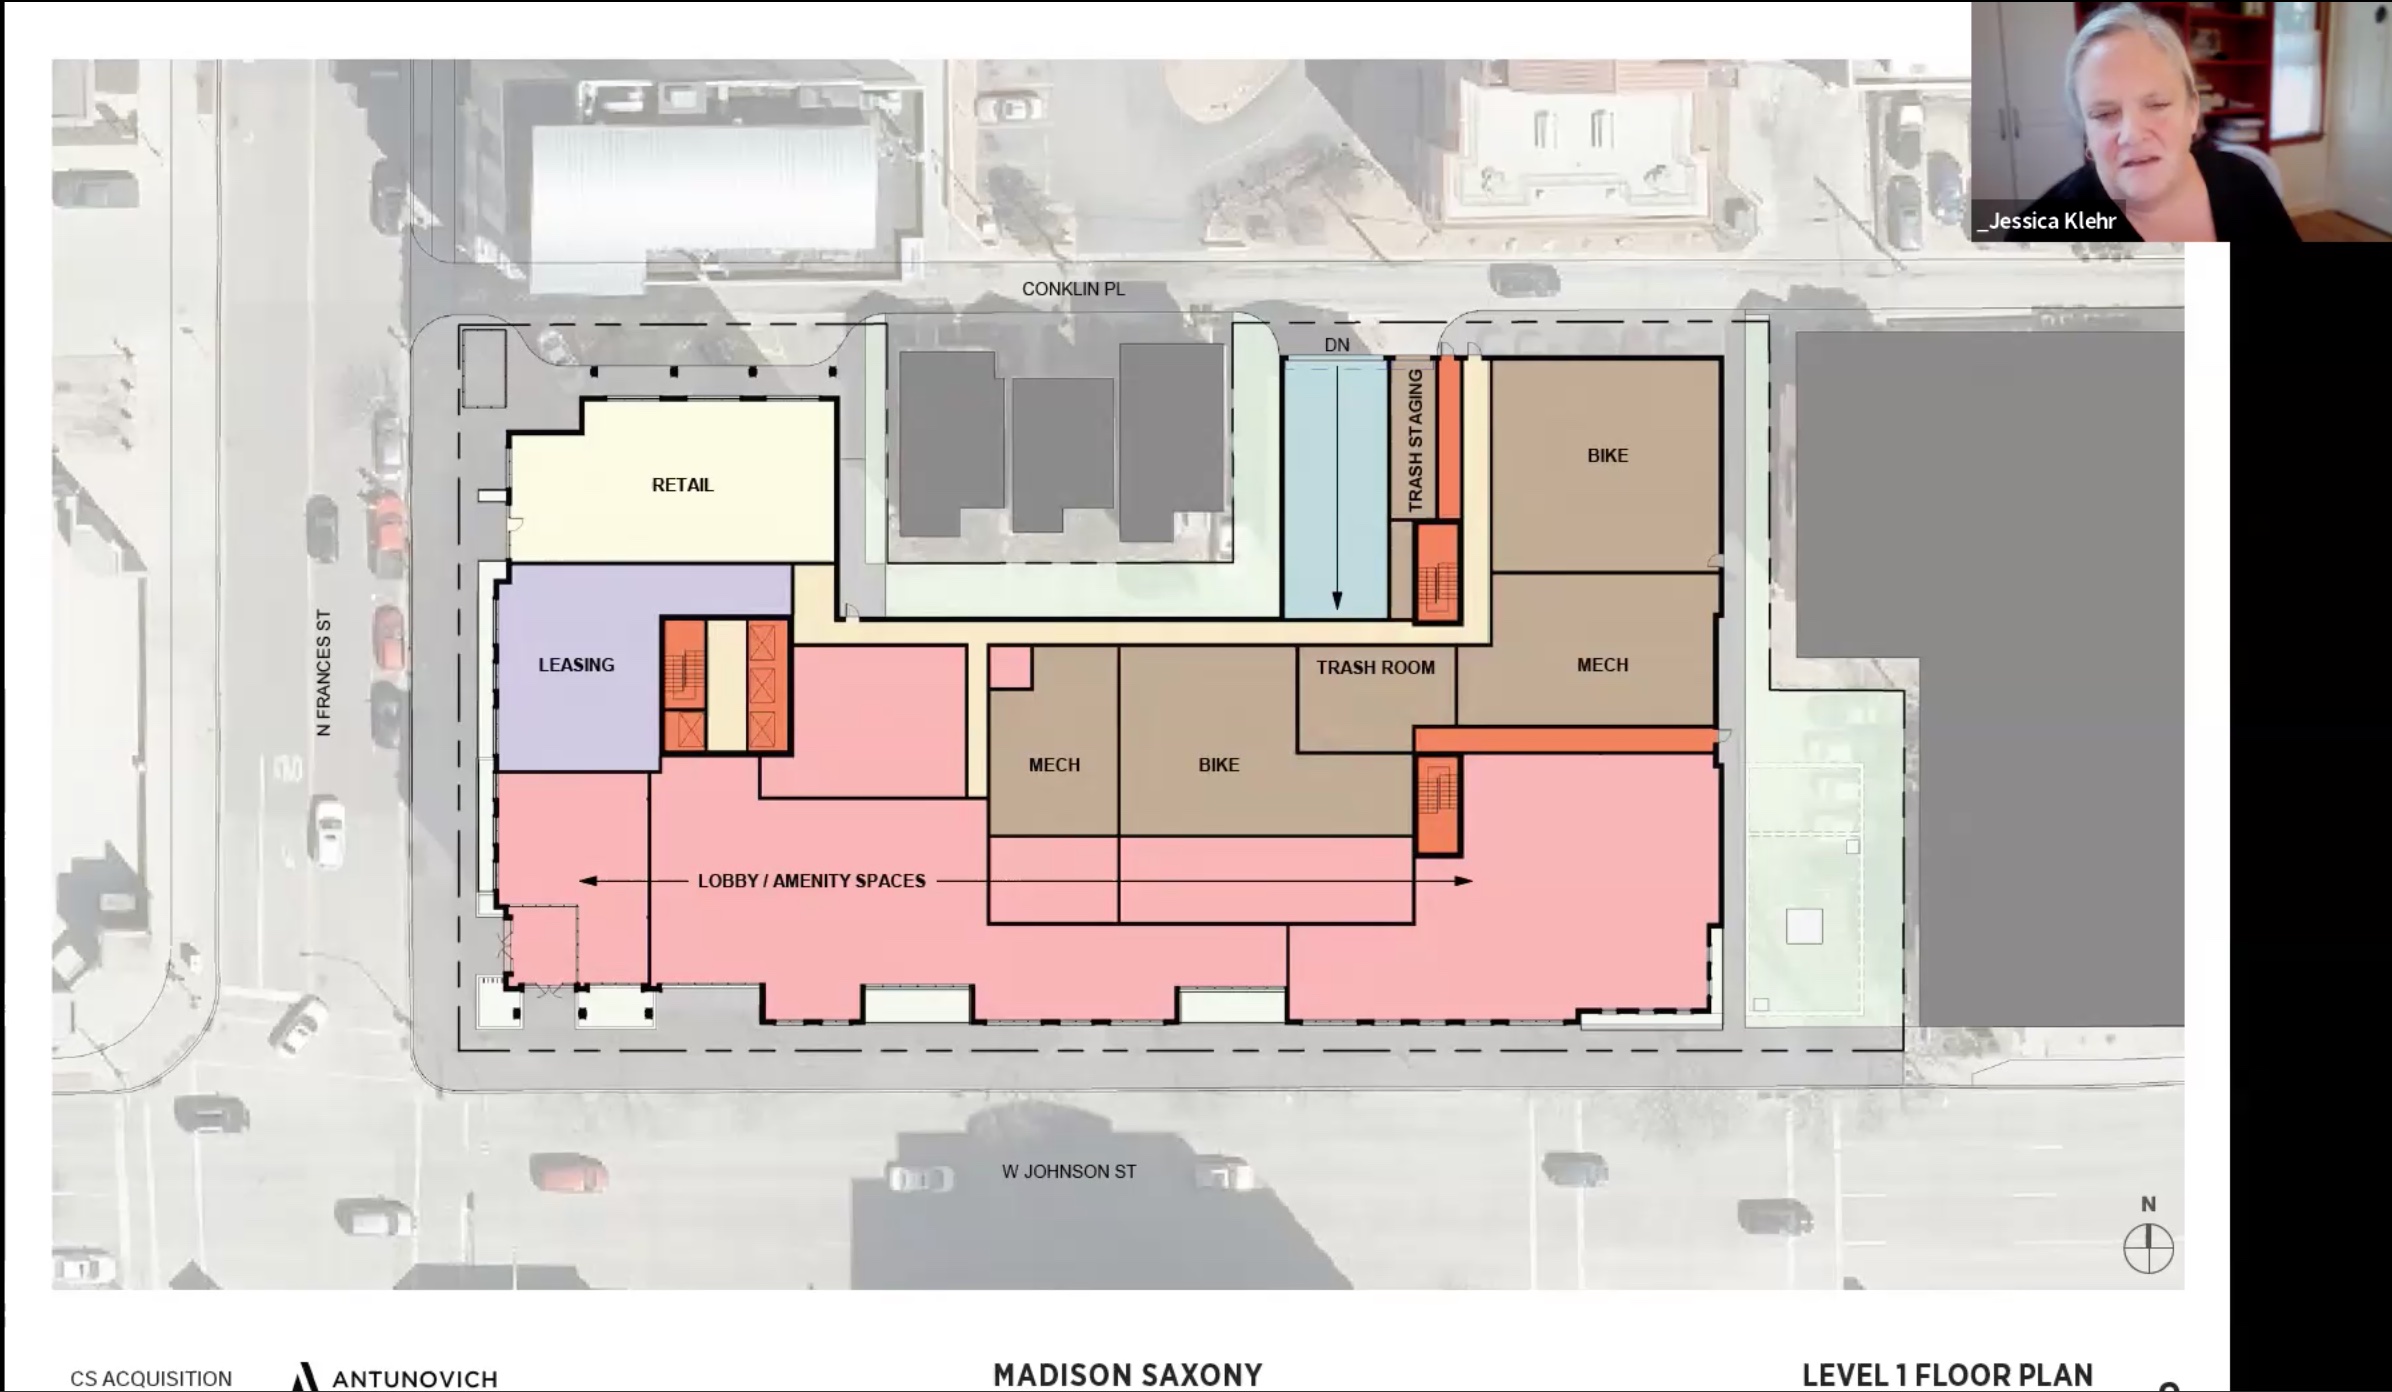 _Jessica Klehr
CONKLIN PL
DN
TRASH STAGING
BIKE
RETAIL
N FRANCES ST
LEASING
TRASH ROOM
MECH
MECH
BIKE
LOBBY / AMENITY SPACES
W JOHNSON ST
N
CS ACQUISITION
ANTUNOVICH
MADISON SAXONY
LEVEL 1 FLOOR PLAN